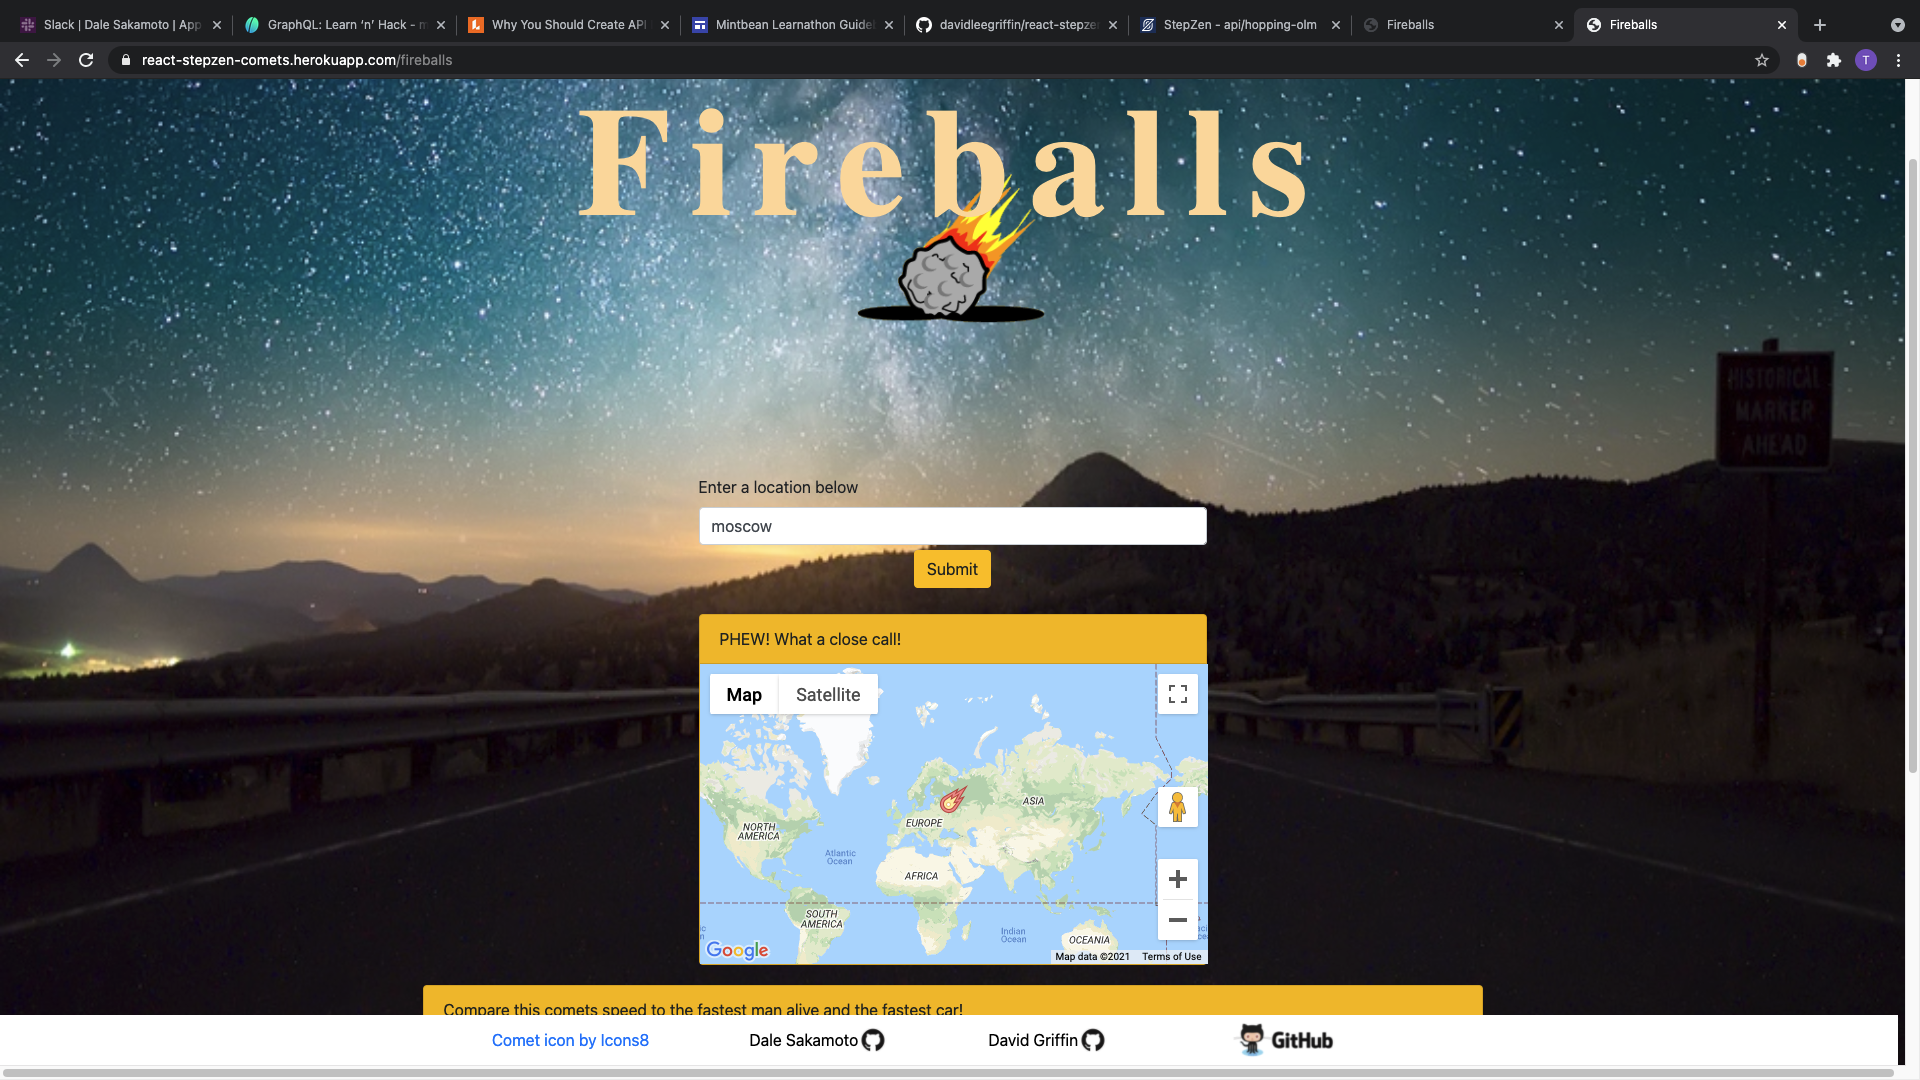 Slack | Dale Sakamoto | App
GraphQL: Learn ‘n’ Hack - m
Why You Should Create API
Mintbean Learnathon Guide
davidleegriffin/react-stepze
StepZen - api/hopping-olm
Fireballs
Fireballs
react-stepzen-comets.herokuapp.com/fireballs
T
Fireballs
HISTORICAL
MARKER
AHEAD
Enter a location below
moscow
Submit
PHEW! What a close call!
Map
Satellite
NORTH
AMERICA
EUROPE
ASIA
Atlantic
Ocean
AFRICA
SOUTH
AMERICA
Indian
Ocean
OCEANIA
Google
Map data ©2021
Terms of Use
Compare this comets speed to the fastest man alive and the fastest car!
Comet icon by Icons8
Dale Sakamoto
David Griffin
GitHub